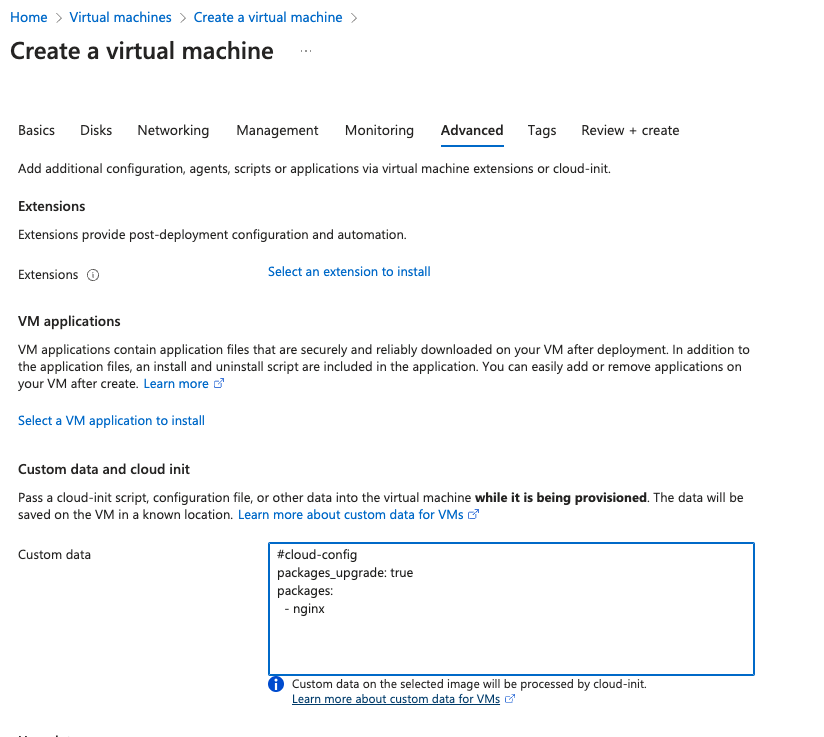 Home > Virtual machines > Create a virtual machine >
Create a virtual machine ...
Basics Disks Networking Management Monitoring Advanced Tags Review + create
Add additional configuration, agents, scripts or applications via virtual machine extensions or cloud-init.
Extensions
Extensions provide post-deployment configuration and automation.
Extensions Select an extension to install
VM applications
VM applications contain application files that are securely and reliably downloaded on your VM after deployment. In addition to
the application files, an install and uninstall script are included in the application. You can easily add or remove applications on
your VM after create. Learn more
Select a VM application to install
Custom data and cloud init
Pass a cloud-init script, configuration file, or other data into the virtual machine while it is being provisioned. The data will be
saved on the VM in a known location. Learn more about custom data for VMs
Custom data
#cloud-config
packages_upgrade: true
packages:
  - nginx
Custom data on the selected image will be processed by cloud-init.
Learn more about custom data for VMs